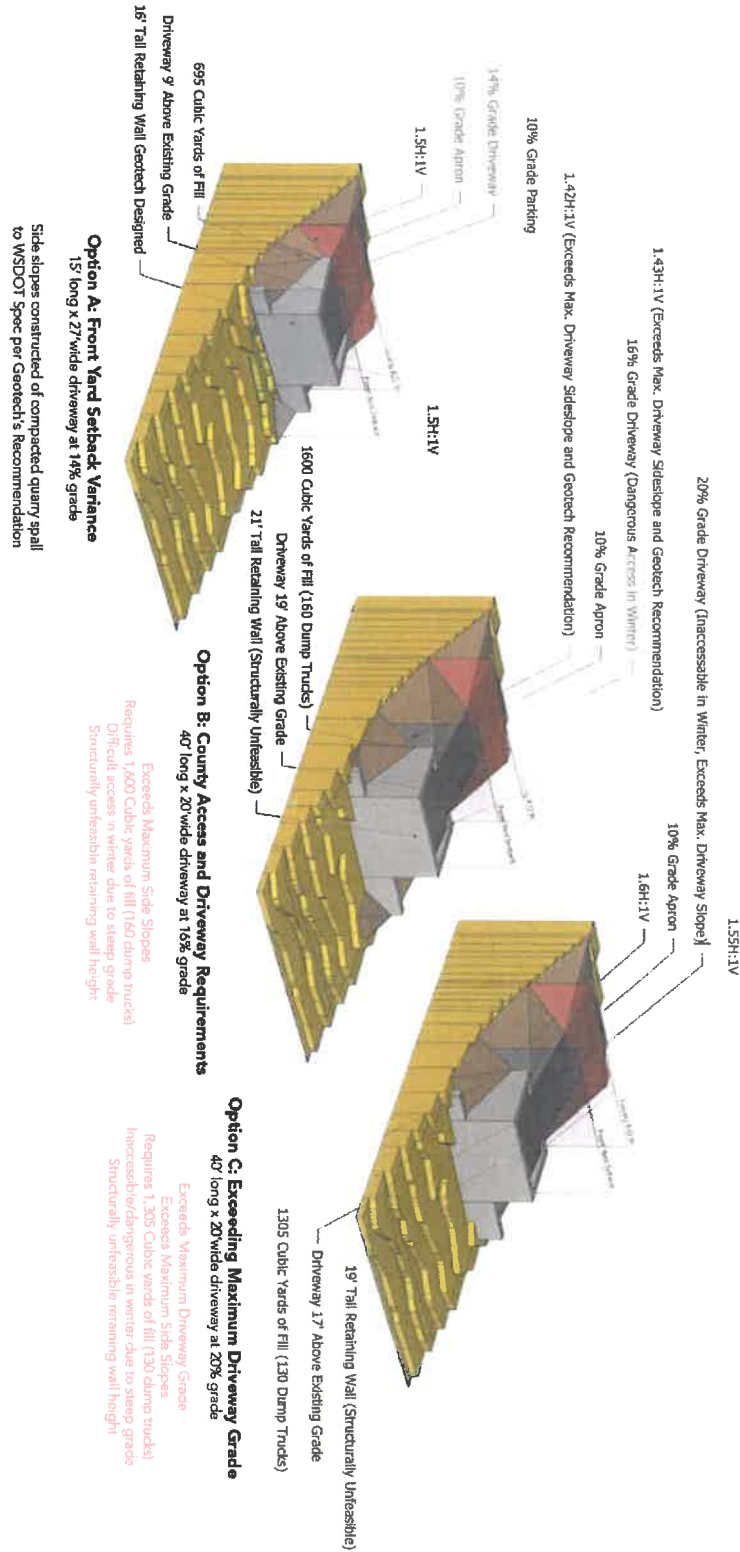 1.5H:1V
10% Grade Apron
14% Grade Driveway
10% Grade Parking
1.5H:1V
695 Cubic Yards of Fill
Driveway 9' Above Existing Grade
16' Tall Retaining Wall Geotech Designed
Option A: Front Yard Setback Variance
15' long x 27'wide driveway at 14% grade
Side slopes constructed of compacted quarry spall
to WSDOT Spec per Geotech's Recommendation
1.43H:1V (Exceeds Max. Driveway Sideslope and Geotech Recommendation)
16% Grade Driveway (Dangerous Access in Winter)
10% Grade Apron
1.42H:1V (Exceeds Max. Driveway Sideslope and Geotech Recommendation)
1600 Cubic Yards of Fill (160 Dump Trucks)
Driveway 19' Above Existing Grade
21' Tall Retaining Wall (Structurally Unfeasible)
Option B: County Access and Driveway Requirements
40' long x 20'wide driveway at 16% grade
Exceeds Maximum Side Slopes
Requires 1,600 Cubic yards of fill (160 dump trucks)
Difficult access in winter due to steep grade
Structurally unfeasible retaining wall height
1.55H:1V
20% Grade Driveway (Inaccessable in Winter, Exceeds Max. Driveway Slope)
10% Grade Apron
1.6H:1V
19' Tall Retaining Wall (Structurally Unfeasible)
Driveway 17' Above Existing Grade
1305 Cubic Yards of Fill (130 Dump Trucks)
Option C: Exceeding Maximum Driveway Grade
40' long x 20'wide driveway at 20% grade
Exceeds Maximum Driveway Grade
Exceeds Maximum Side Slopes
Requires 1,305 Cubic yards of fill (130 dump trucks)
Inaccessible/dangerous in winter due to steep grade
Structurally unfeasible retaining wall height